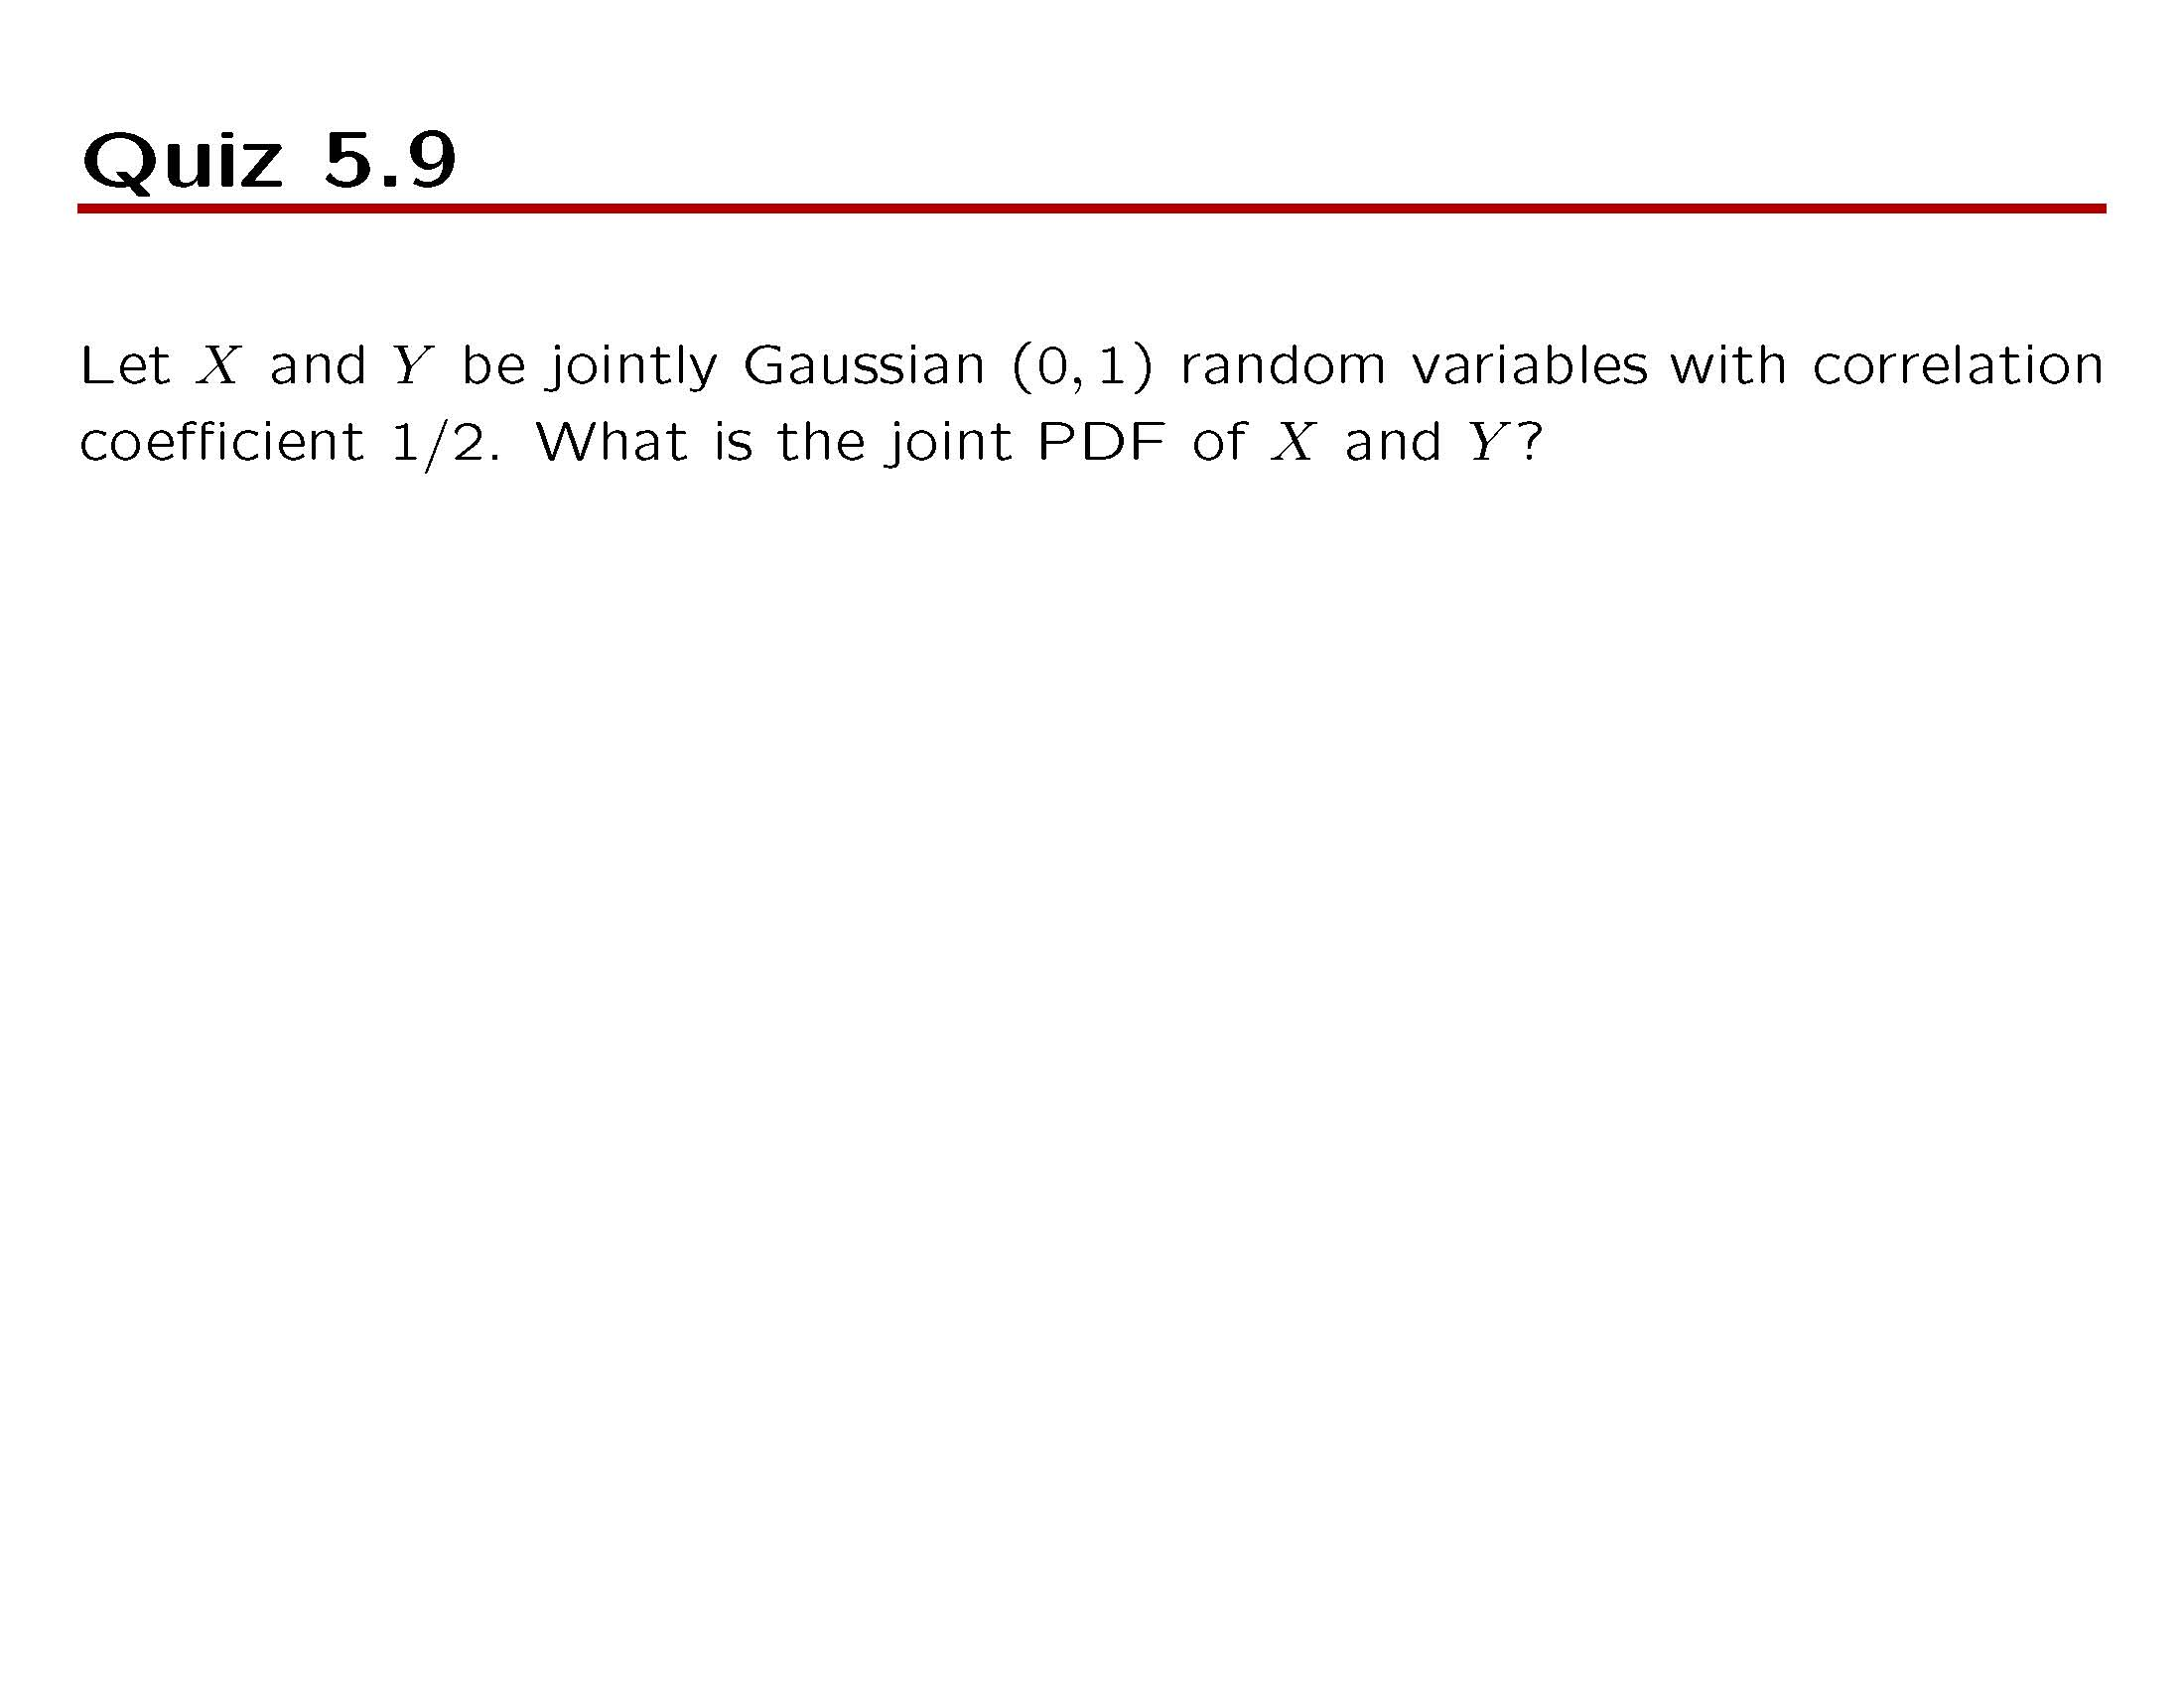 Quiz 5.9
Let X and Y be jointly Gaussian (0, 1) random variables with correlation
coefficient 1/2. What is the joint PDF of X and Y?